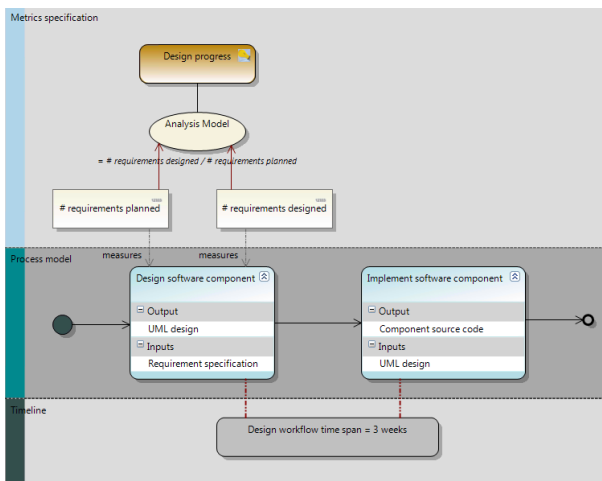 Metrics specification
Design progress
Analysis Model
= # requirements designed / # requirements planned
# requirements planned
# requirements designed
measures
measures
Process model
Design software component
Output
UML design
Inputs
Requirement specification
Implement software component
Output
Component source code
Inputs
UML design
Timeline
Design workflow time span = 3 weeks